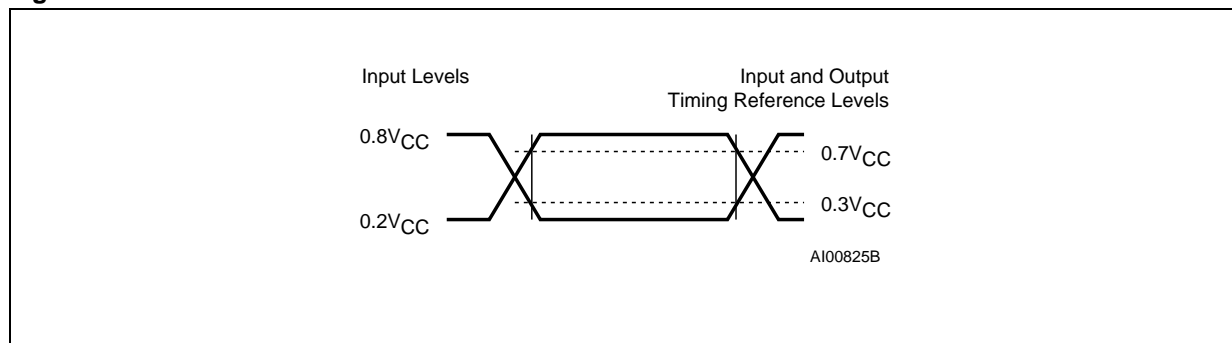 Input Levels
Input and Output
Timing Reference Levels
0.8VCC
0.7VCC
0.3VCC
0.2VCC
AI00825B